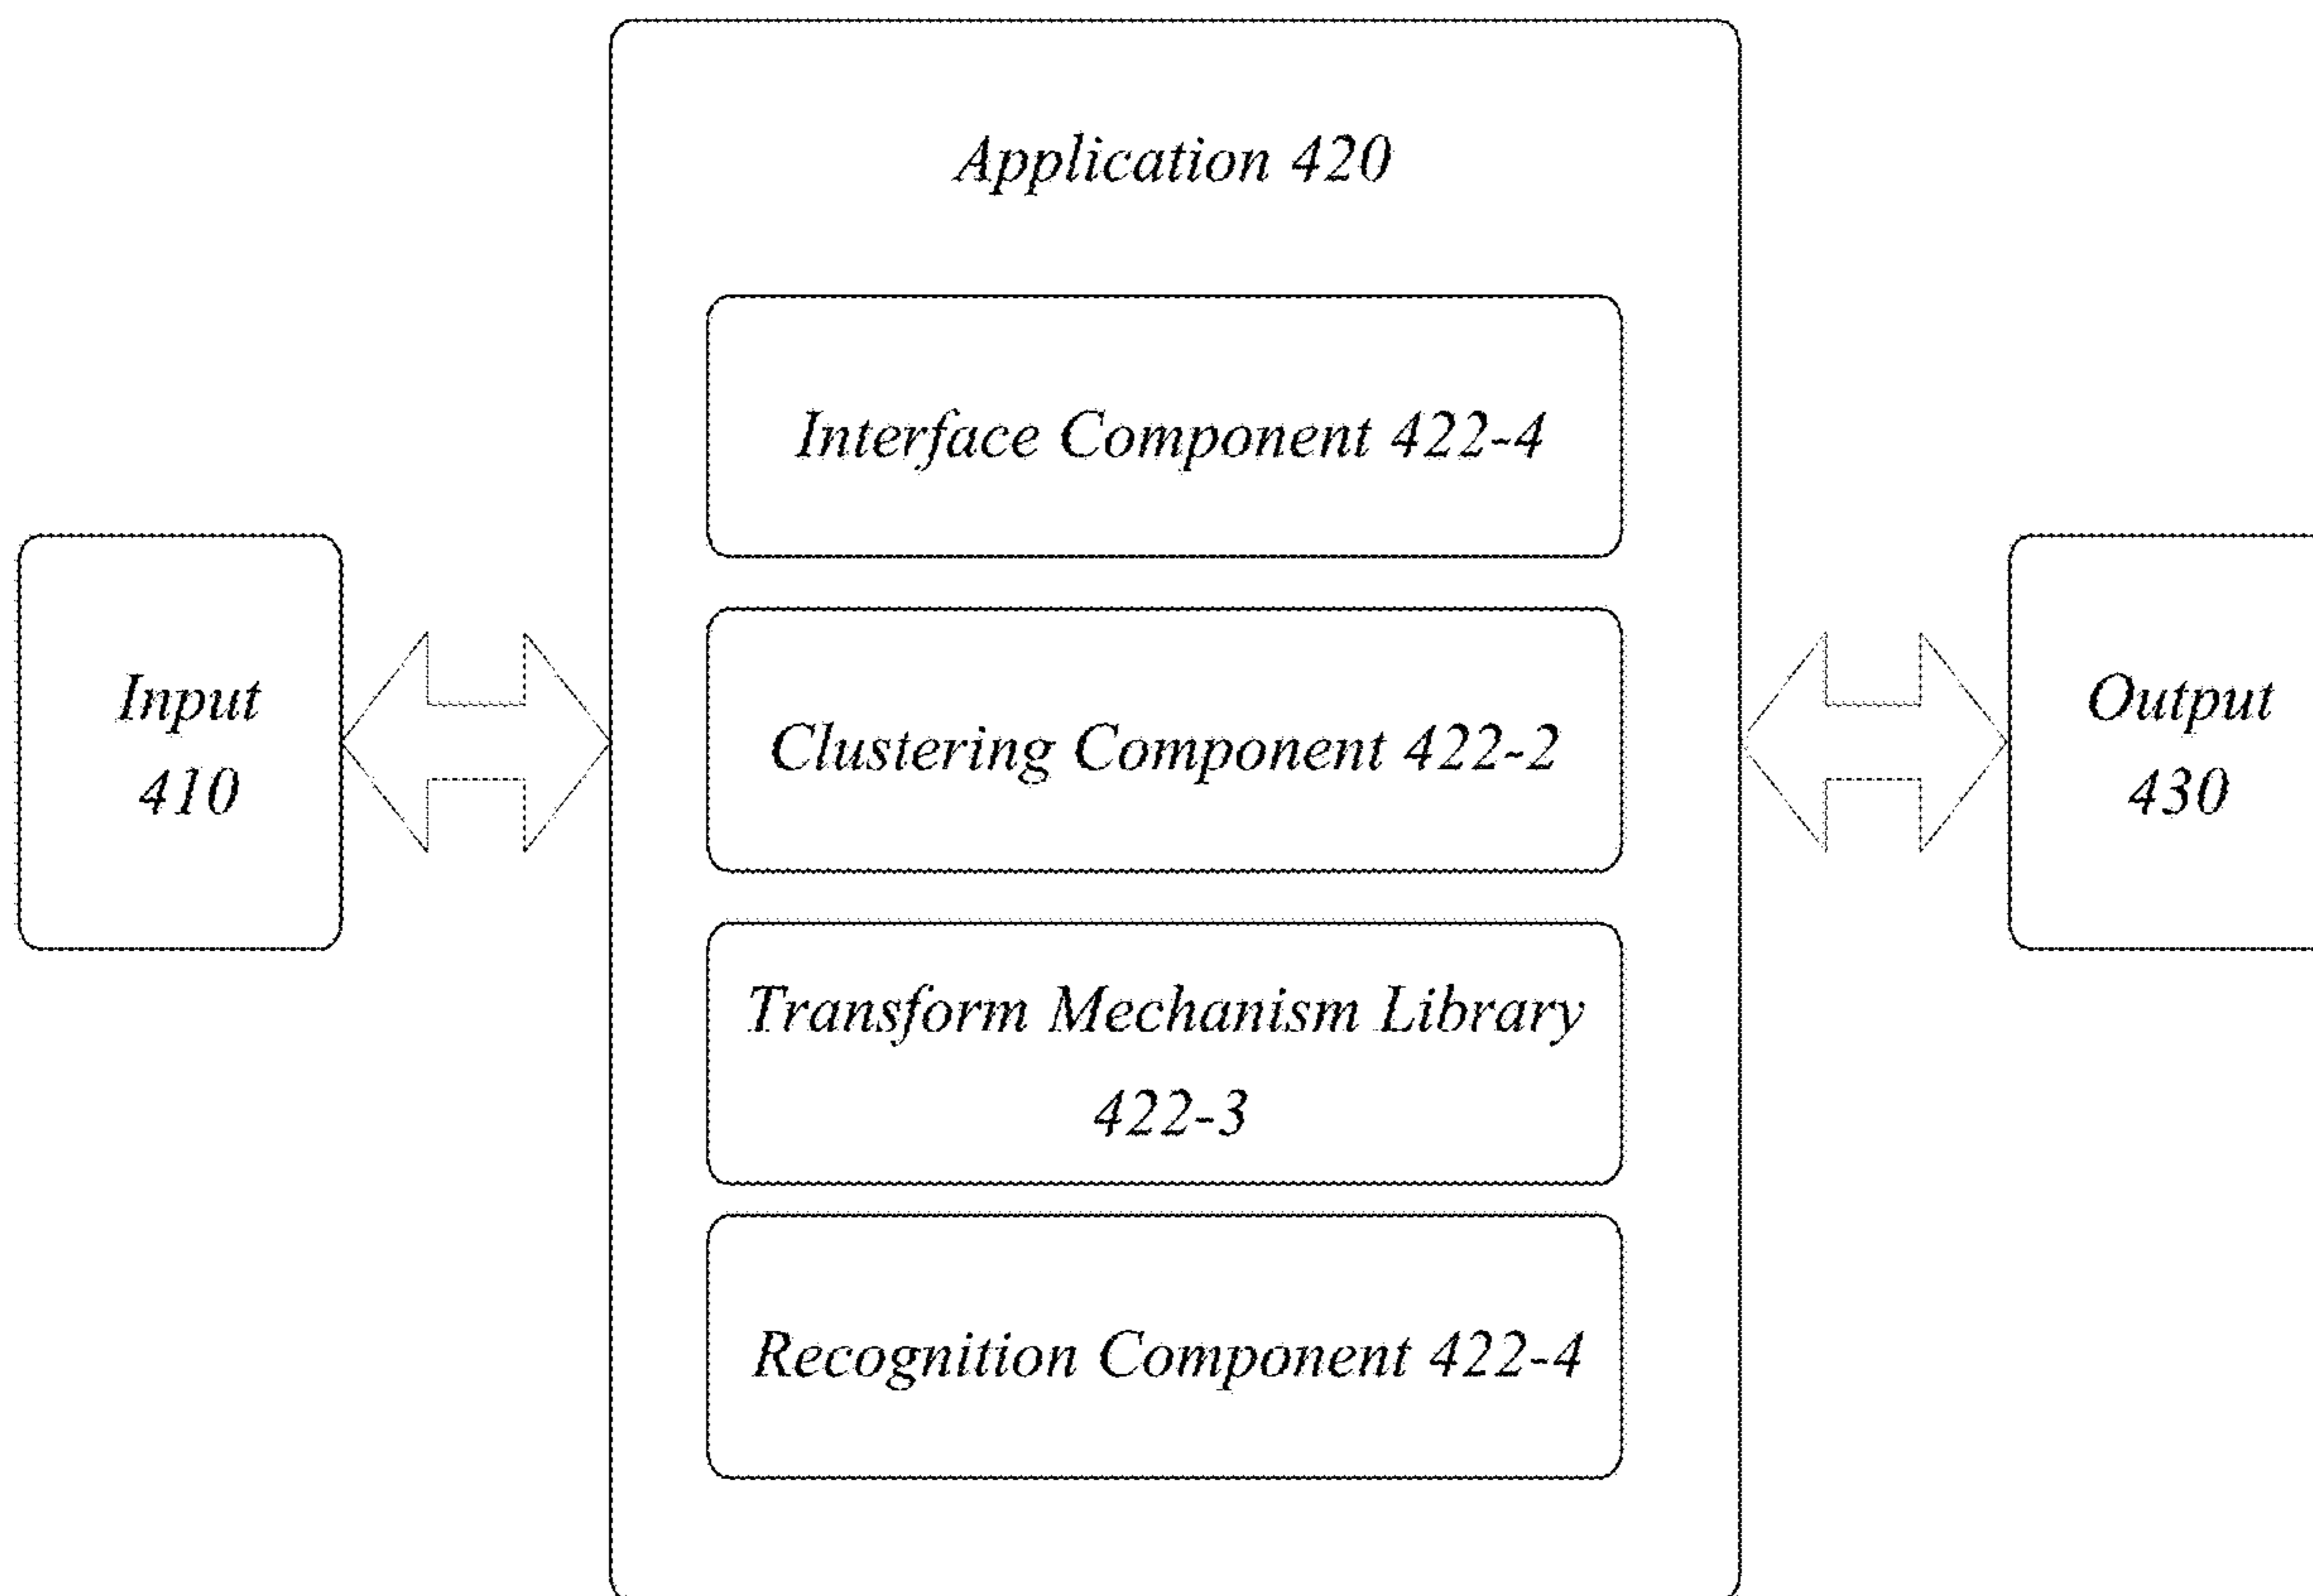 Application 420
Interface Component 422-4
Input
410
Clustering Component 422-2
Output
430
Transform Mechanism Library
422-3
Recognition Component 422-4